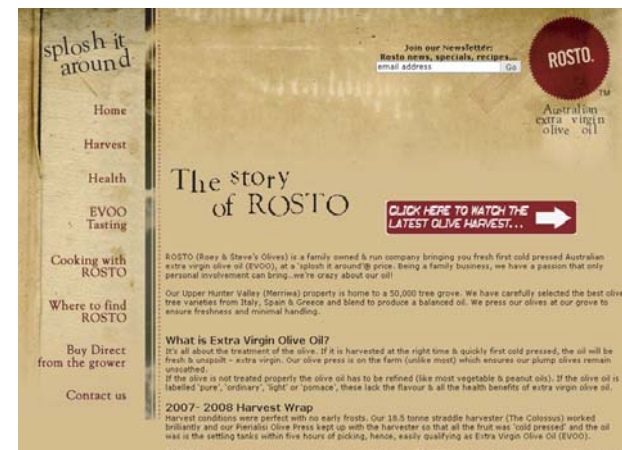 splosh it
around
Join our Newsletter:
Rosto news, specials, recipes...
email address
Go
ROSTO.
TM
Australian
extra virgin
olive oil
Home
Harvest
Health
EVOO
Tasting
Cooking with
ROSTO
Where to find
ROSTO
Buy Direct
from the grower
Contact us
The story
of ROSTO
CLICK HERE TO WATCH THE
LATEST OLIVE HARVEST...
ROSTO (Roey & Steve's Olives) is a family owned & run company bringing you fresh first cold pressed Australian
extra virgin olive oil (EVOO), at a 'splosh it around'® price. Being a family business, we have a passion that only
personal involvement can bring...we're crazy about our oil!
Our Upper Hunter Valley (Merriwa) property is home to a 50,000 tree grove. We have carefully selected the best olive
tree varieties from Italy, Spain & Greece and blend to produce a balanced oil. We press our olives at our grove to
ensure freshness and minimal handling.
What is Extra Virgin Olive Oil?
It's all about the treatment of the olive. If it is harvested at the right time & quickly first cold pressed, the oil will be
fresh & unspoilt - extra virgin. Our olive press is on the farm (unlike most) which ensures our plump olives remain
unscathed.
If the olive is not treated properly the olive oil has to be refined (like most vegetable & peanut oils). If the olive oil is
labelled 'pure', 'ordinary', 'light' or 'pomace', these lack the flavour & all the health benefits of extra virgin olive oil.
2007- 2008 Harvest Wrap
Harvest conditions were perfect with no early frosts. Our 18.5 tonne straddle harvester (The Colossus) worked
brilliantly and our Pieralisi Olive Press kept up with the harvester so that all the fruit was 'cold pressed' and the oil
was in the settling tanks within five hours of picking, hence, easily qualifying as Extra Virgin Olive Oil (EVOO).